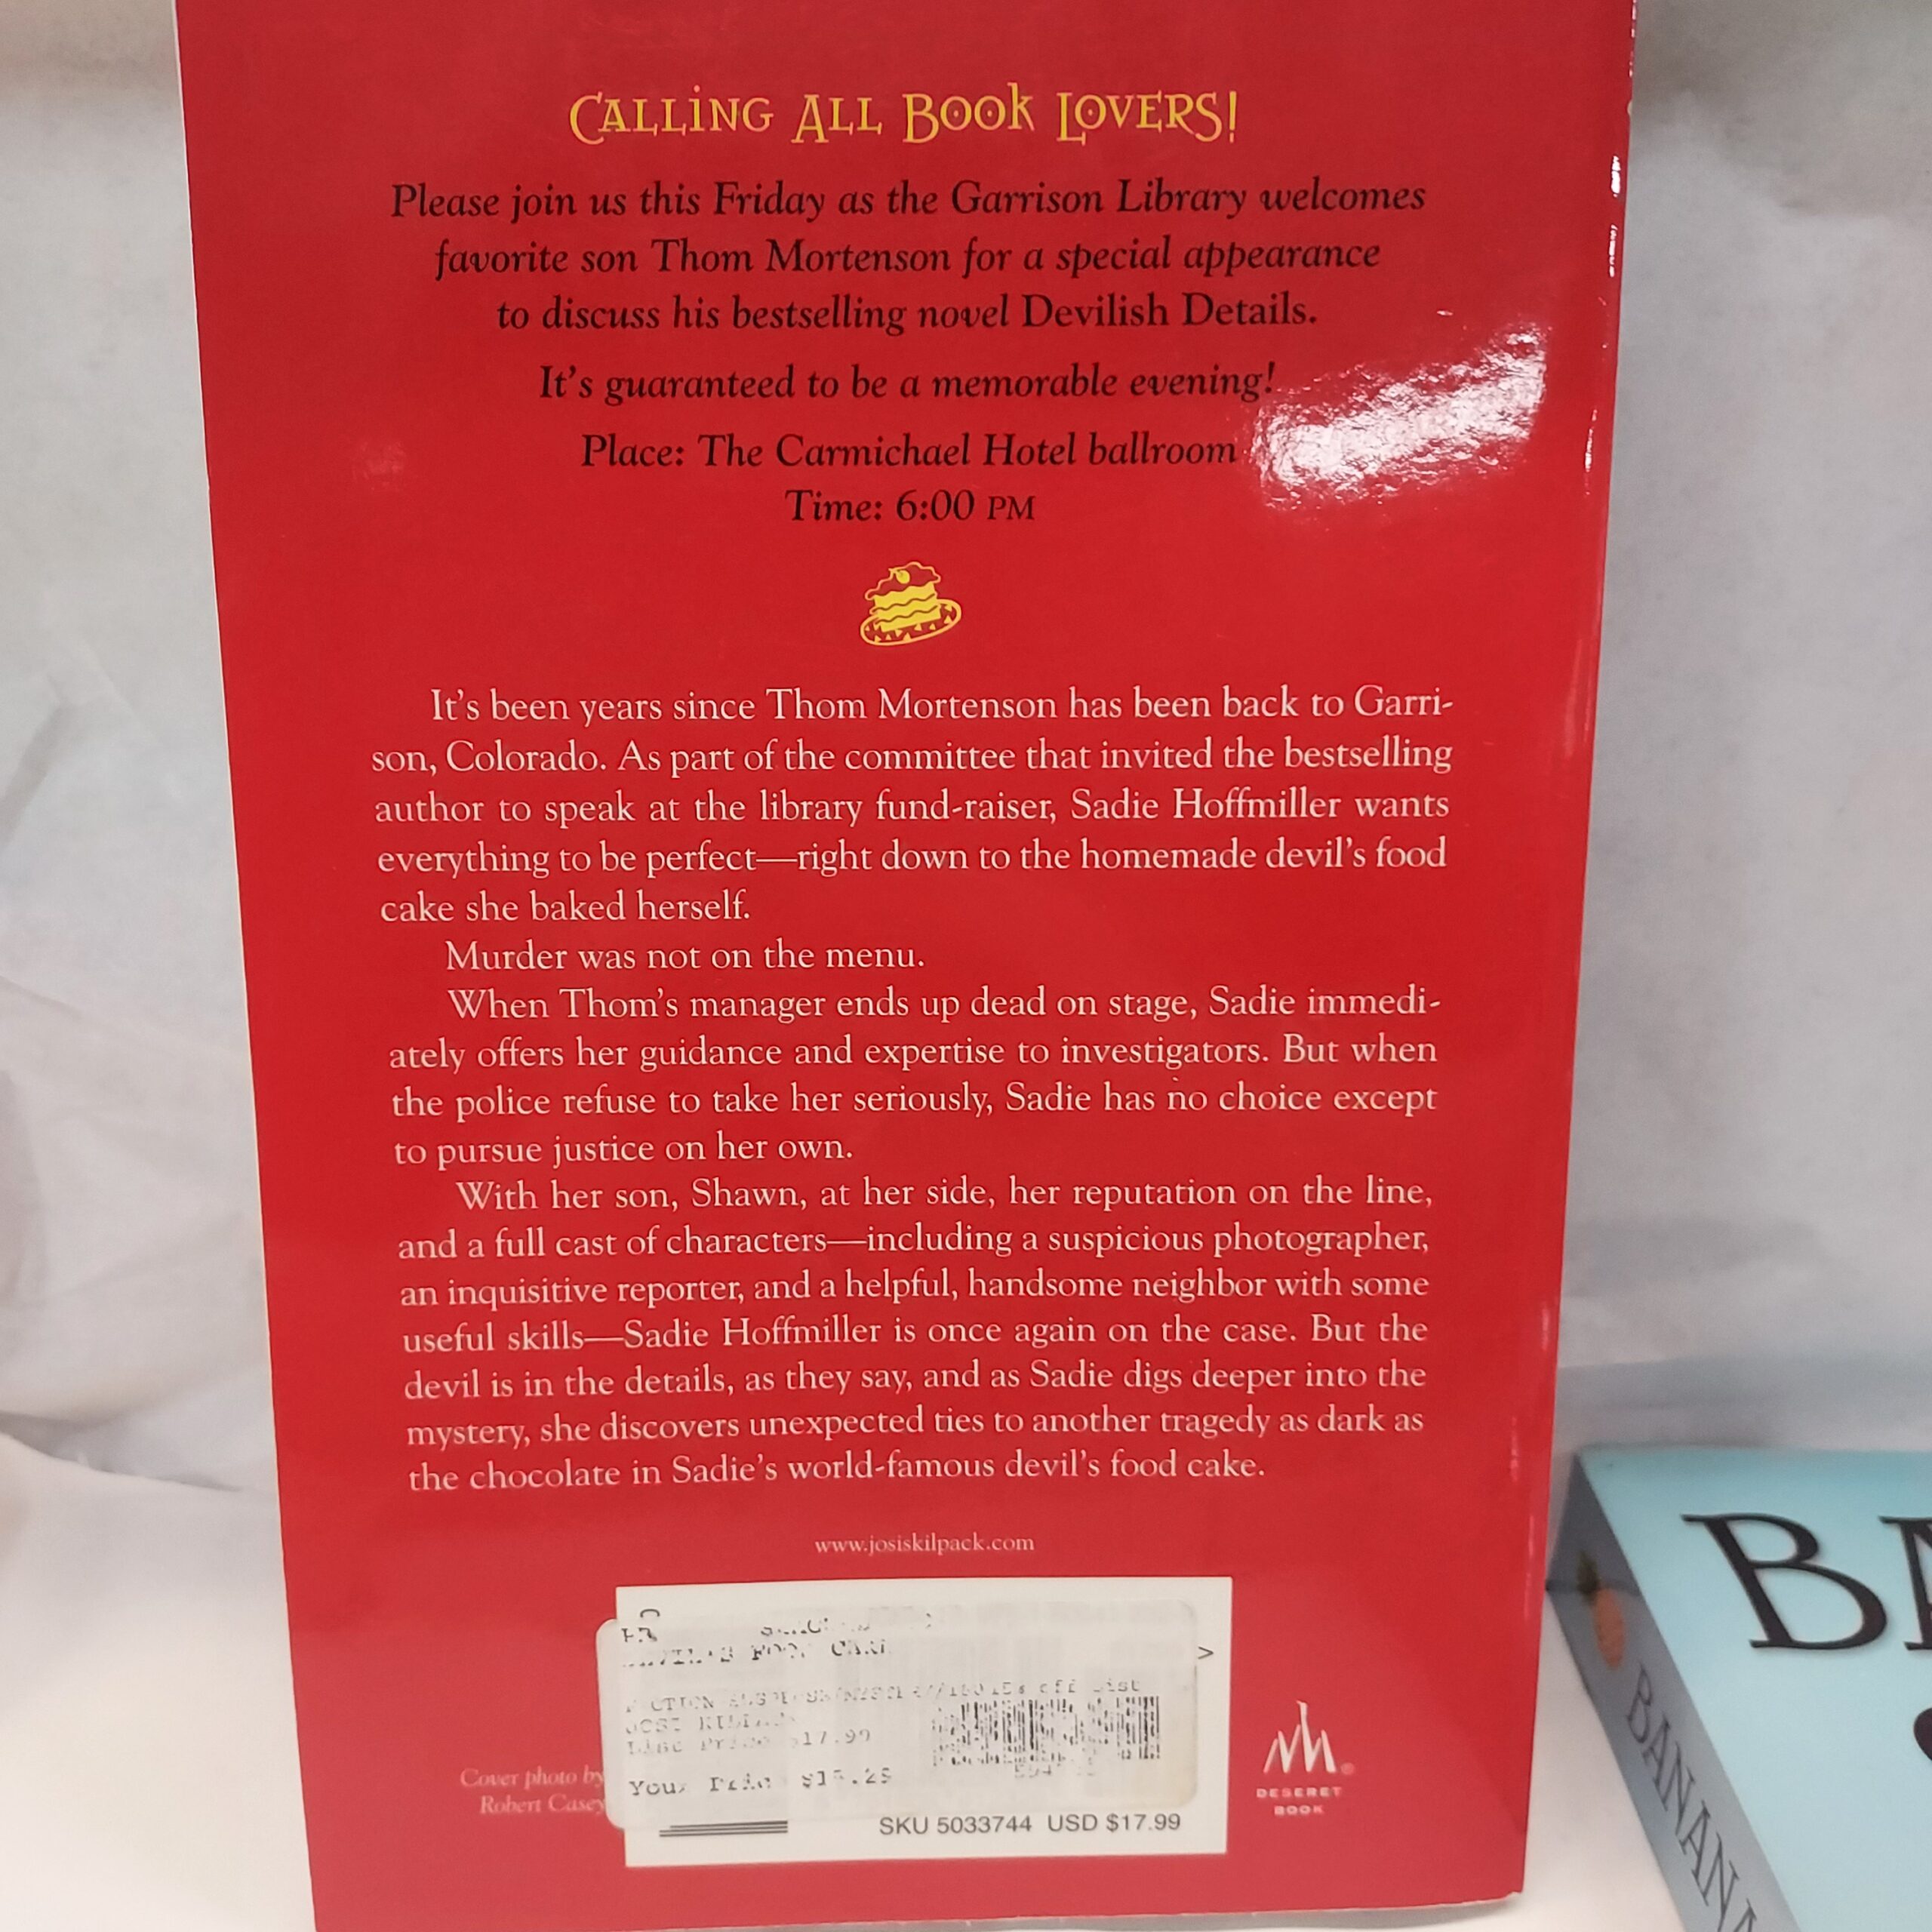 CALLING ALL BOOK LOVERS!
Please join us this Friday as the Garrison Library welcomes
favorite son Thom Mortenson for a special appearance
to discuss his bestselling novel Devilish Details.
It's guaranteed to be a memorable evening!
Place: The Carmichael Hotel ballroom
Time: 6:00 PM
It's been years since Thom Mortenson has been back to Garri-
son, Colorado. As part of the committee that invited the bestselling
author to speak at the library fund-raiser, Sadie Hoffmiller wants
everything to be perfect—right down to the homemade devil's food
cake she baked herself.
Murder was not on the menu.
When Thom's manager ends up dead on stage, Sadie immedi-
ately offers her guidance and expertise to investigators. But when
the police refuse to take her seriously, Sadie has no choice except
to pursue justice on her own.
With her son, Shawn, at her side, her reputation on the line,
and a full cast of characters—including a suspicious photographer,
an inquisitive reporter, and a helpful, handsome neighbor with some
useful skills—Sadie Hoffmiller is once again on the case. But the
devil is in the details, as they say, and as Sadie digs deeper into the
mystery, she discovers unexpected ties to another tragedy as dark as
the chocolate in Sadie's world-famous devil's food cake.
www.josiskilpack.com
>
17.99
Cover photo by
Robert Casey
SKU 5033744 USD $17.99
DESERET
BOOK
BA
BANANA